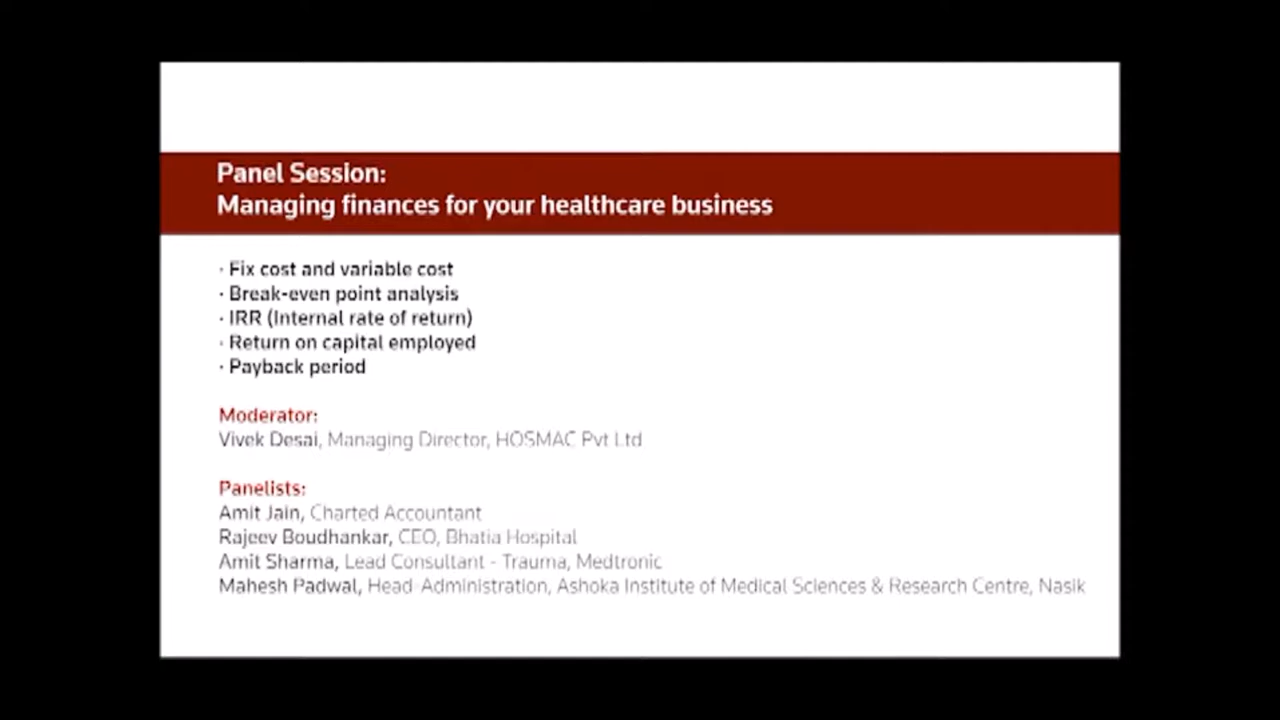 Panel Session:
Managing finances for your healthcare business
· Fix cost and variable cost
· Break-even point analysis
· IRR (Internal rate of return)
· Return on capital employed
· Payback period
Moderator:
Vivek Desai, Managing Director, HOSMAC Pvt Ltd
Panelists:
Amit Jain, Charted Accountant
Rajeev Boudhankar, CEO, Bhatia Hospital
Amit Sharma, Lead Consultant - Trauma, Medtronic
Mahesh Padwal, Head-Administration, Ashoka Institute of Medical Sciences & Research Centre, Nasik